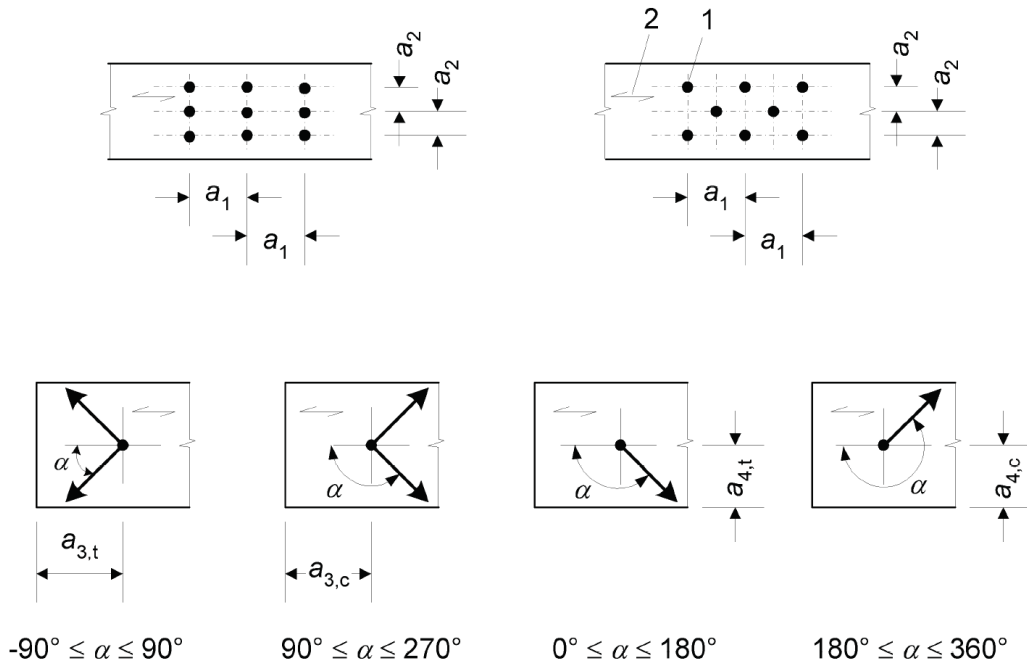 a2
a2
2
1
a2
a2
a1
a1
a1
a1
α
α
α
α
a3,t
a3,c
a4,t
a4,c
-90° ≤ α ≤ 90°
90° ≤ α ≤ 270°
0° ≤ α ≤ 180°
180° ≤ α ≤ 360°